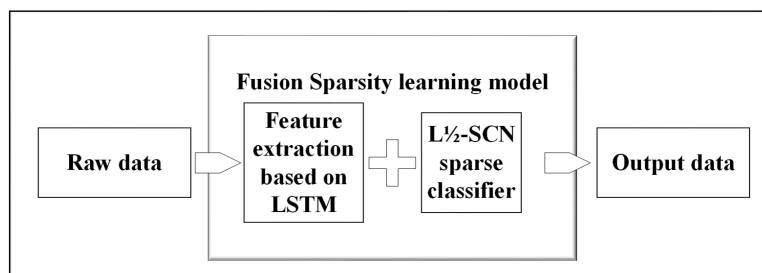 Fusion Sparsity learning model
Raw data
Feature
extraction
based on
LSTM
L½-SCN
sparse
classifier
Output data